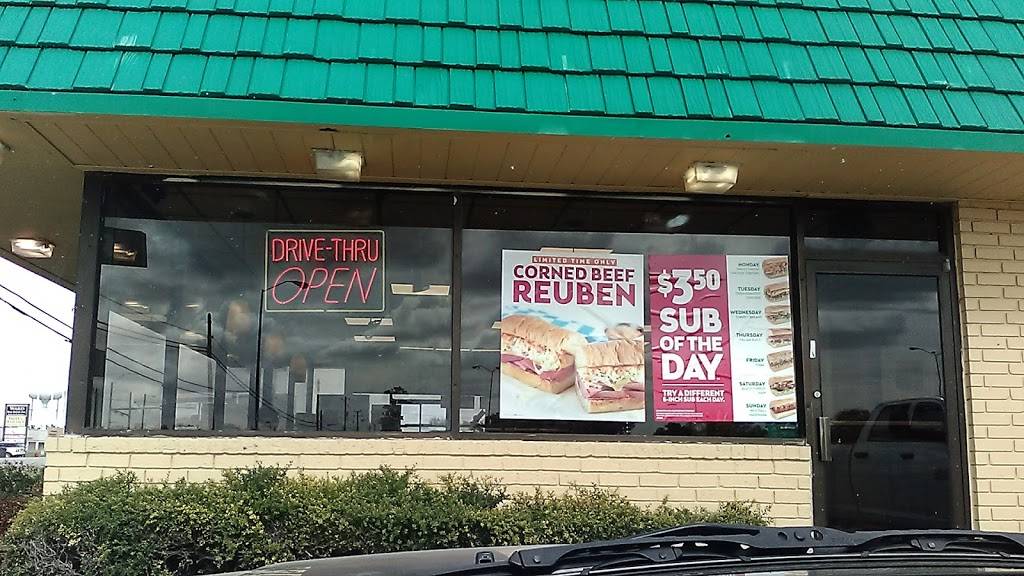 DRIVE-THRU
OPEN
LIMITED TIME ONLY
CORNED BEEF
REUBEN
$3.50
SUB
OF THE
DAY
TRY A DIFFERENT
6-INCH SUB EACH DAY.
MONDAY
TUESDAY
WEDNESDAY
THURSDAY
FRIDAY
SATURDAY
SUNDAY